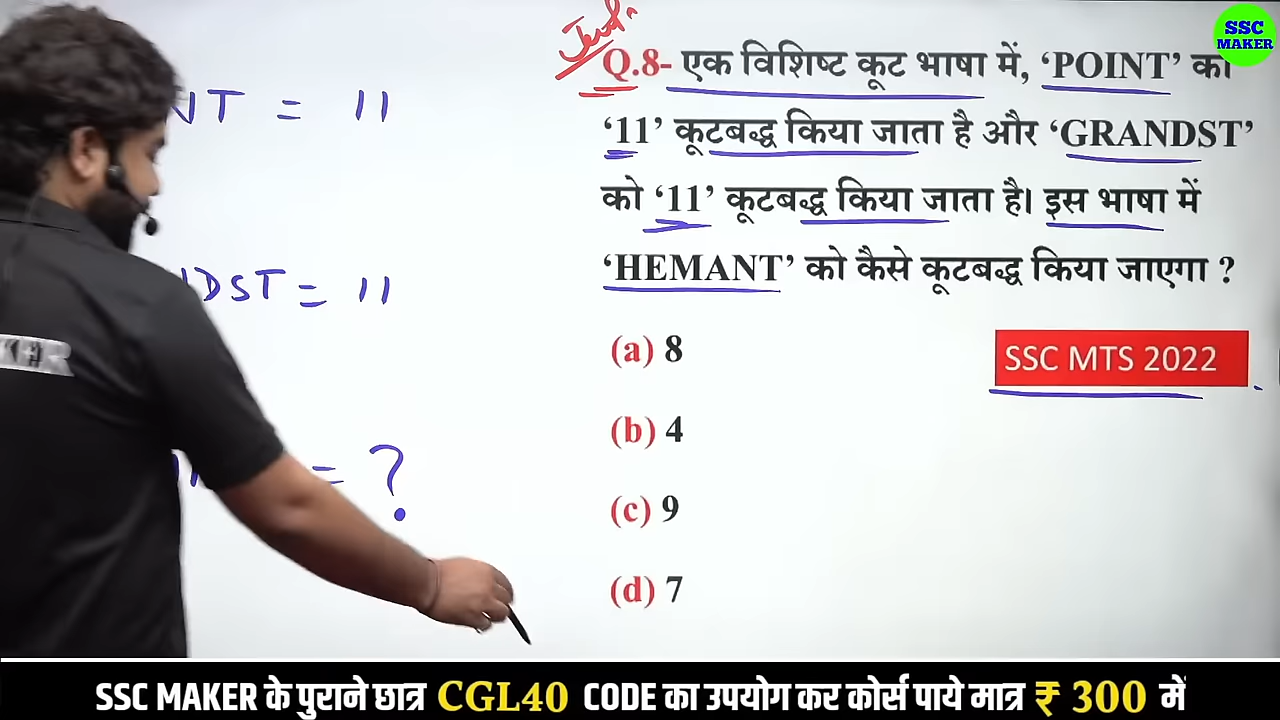 SSC
MAKER
Q.8- एक विशिष्ट कूट भाषा में, ‘POINT’ को
‘11’ कूटबद्ध किया जाता है और ‘GRANDST’
को ‘11’ कूटबद्ध किया जाता है। इस भाषा में
‘HEMANT’ को कैसे कूटबद्ध किया जाएगा ?
NT = 11
DST = 11
= ?
(a) 8
SSC MTS 2022
(b) 4
(c) 9
(d) 7
SSC MAKER के पुराने छात्र CGL40 CODE का उपयोग कर कोर्स पाये मात्र ₹ 300 में